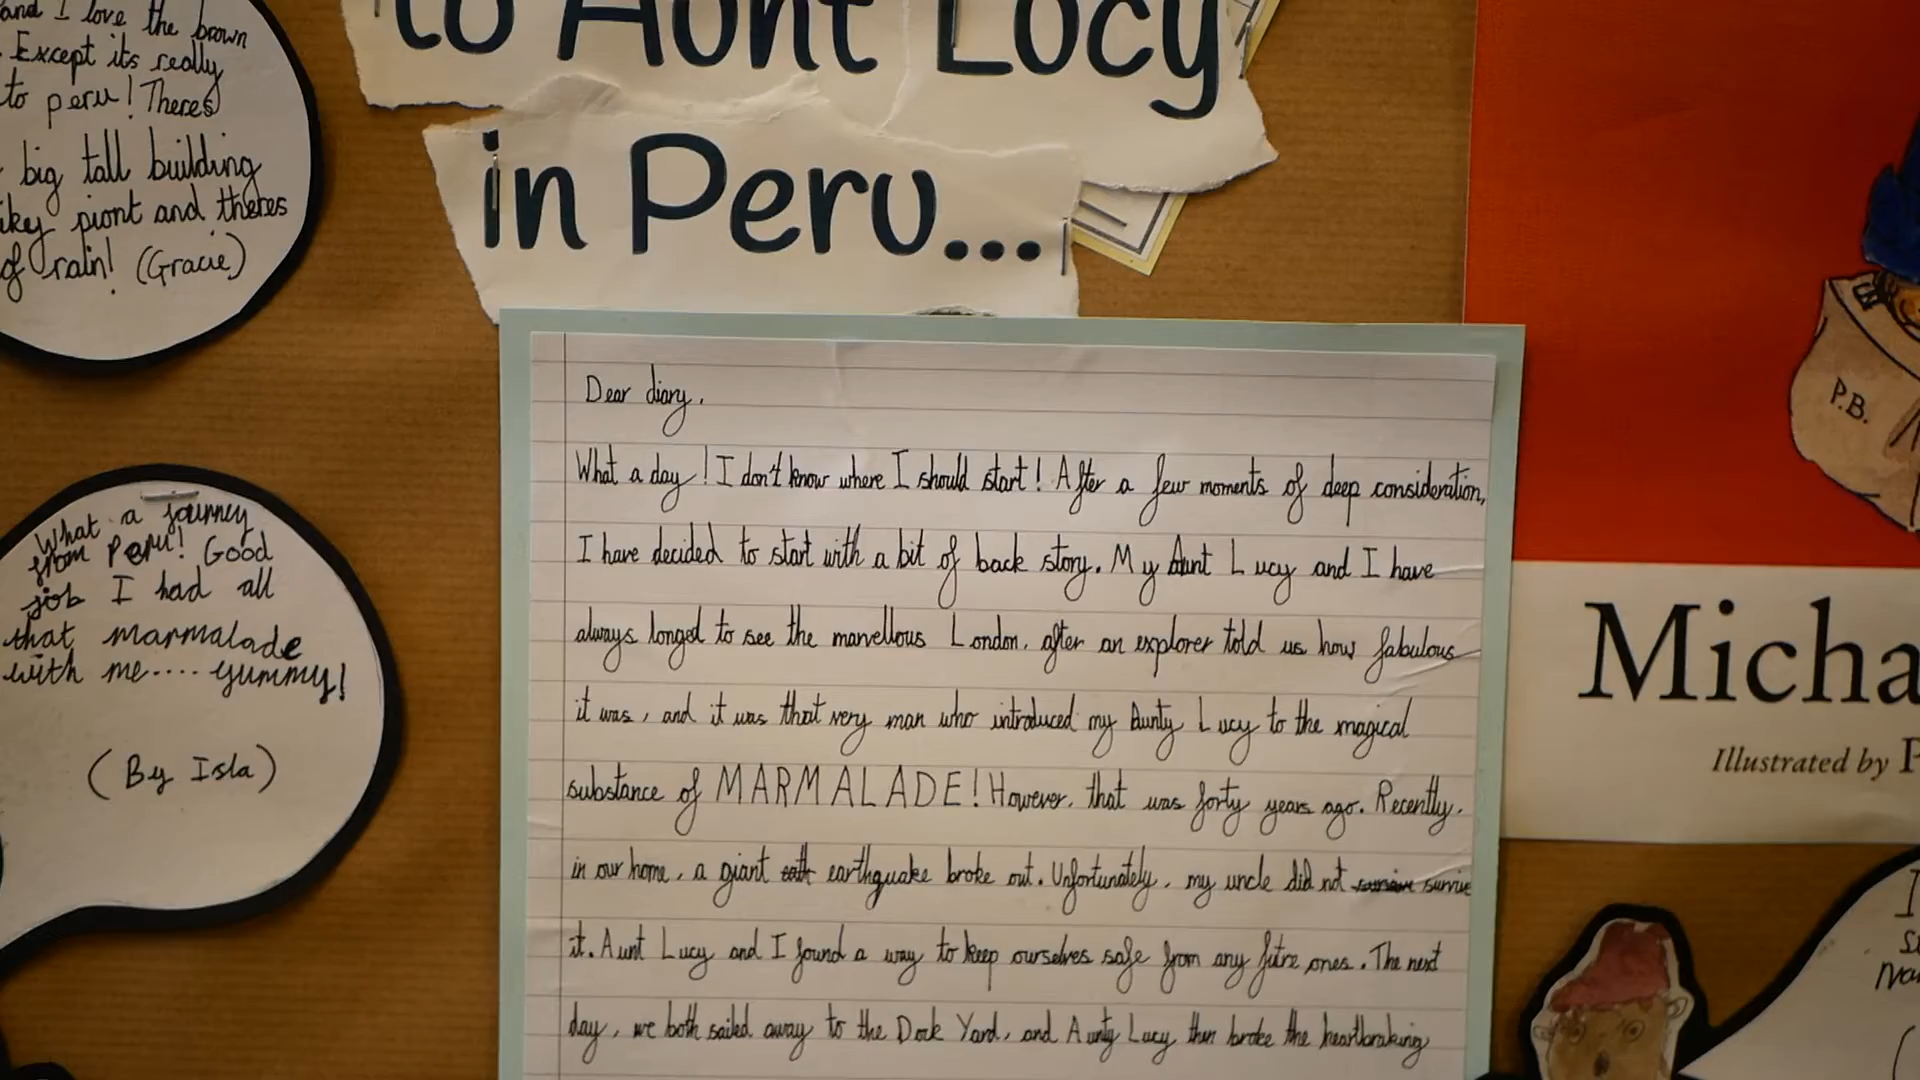 and I love the brown
. Except its really
to peru! Theres
big tall building
ikey piont and theres
of rain! (Gracie)
to Aunt Lucy
in Peru...
What a journey
from Peru! Good
job I had all
that marmalade
with me.... yummy!
(By Isla)
Dear diary,
What a day! I don't know where I should start! After a few moments of deep consideration,
I have decided to start with a bit of back story. My Aunt Lucy and I have
always longed to see the marvellous London, after an explorer told us how fabulous
it was, and it was that very man who introduced my Aunty Lucy to the magical
substance of MARMALADE! However, that was forty years ago. Recently,
in our home, a giant earthquake broke out. Unfortunately, my uncle did not survive
it. Aunt Lucy and I found a way to keep ourselves safe from any futre ones. The next
day, we both sailed away to the Dock Yard, and Aunty Lucy then broke the heartbraking
P.B.
Micha
Illustrated by P
I